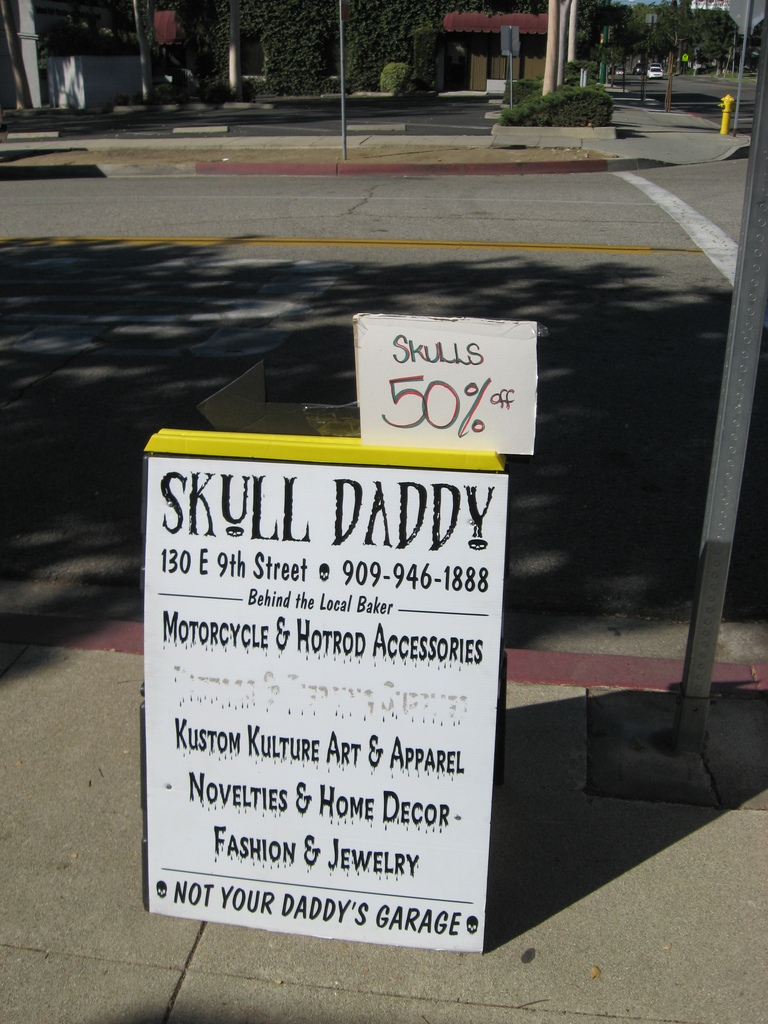 SKULLS
50% off
SKULL DADDY
130 E 9th Street • 909-946-1888
Behind the Local Baker
MOTORCYCLE & HOTROD ACCESSORIES
KUSTOM KULTURE ART & APPAREL
NOVELTIES & HOME DECOR
FASHION & JEWELRY
NOT YOUR DADDY'S GARAGE